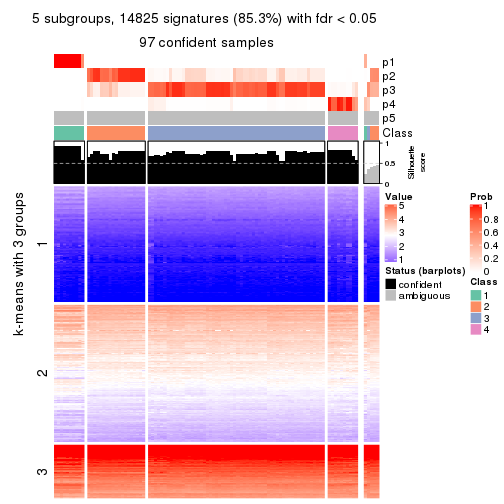 5 subgroups, 14825 signatures (85.3%) with fdr < 0.05
97 confident samples
p1
p2
p3
p4
p5
Class
1
0.5
0
Silhouette
score
k-means with 3 groups
1
2
3
Value
5
4
3
2
1
Status (barplots)
confident
ambiguous
Prob
1
0.8
0.6
0.4
0.2
0
Class
1
2
3
4